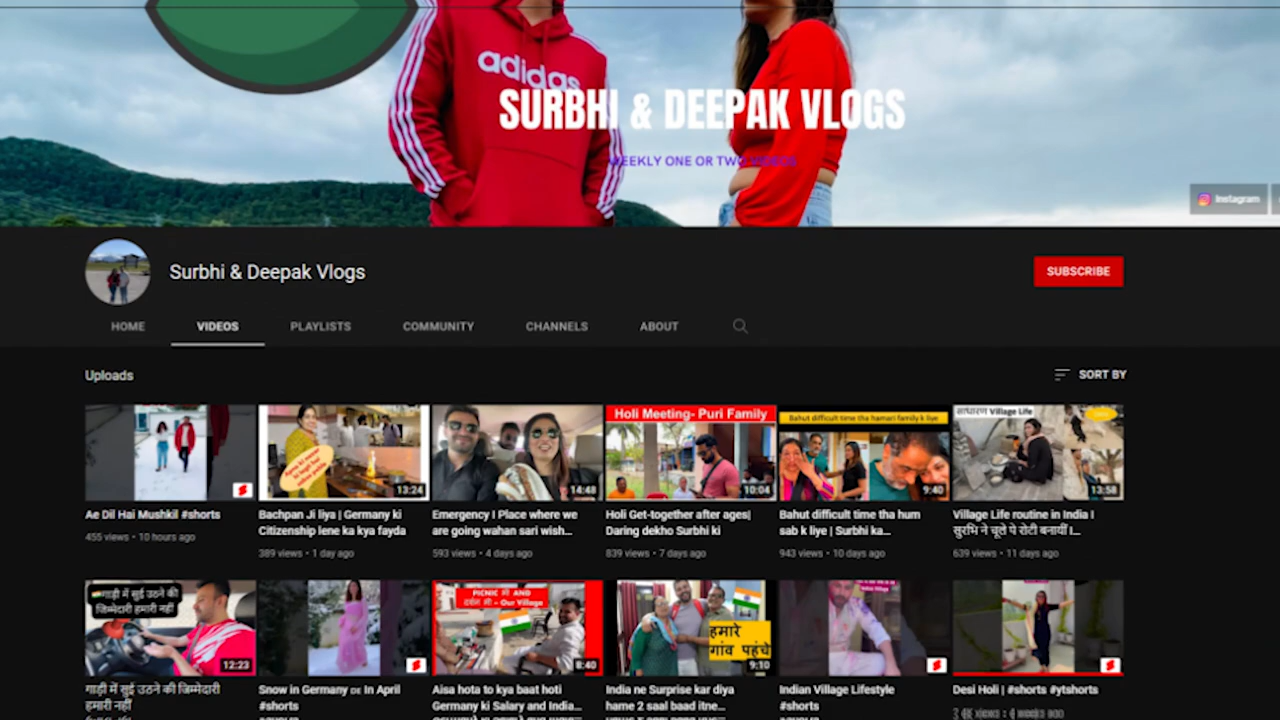 adidas
SURBHI & DEEPAK VLOGS
WEEKLY ONE OR TWO VIDEOS
Instagram
Surbhi & Deepak Vlogs
SUBSCRIBE
HOME VIDEOS PLAYLISTS COMMUNITY CHANNELS ABOUT
Uploads
SORT BY
13:24
14:48
Holi Meeting- Puri Family
10:04
Bahut difficult time tha hamari family k liye
9:40
साधारण Village Life
13:58
Ae Dil Hai Mushkil #shorts
455 views • 10 hours ago
Bachpan Ji liya | Germany ki
Citizenship lene ka kya fayda
389 views • 1 day ago
Emergency I Place where we
are going wahan sari wish...
593 views • 4 days ago
Holi Get-together after ages|
Daring dekho Surbhi ki
839 views • 7 days ago
Bahut difficult time tha hum
sab k liye | Surbhi ka...
943 views • 10 days ago
Village Life routine in India I
सुरभि ने चूले पे रोटी बनायीं I...
639 views • 11 days ago
गाड़ी में सुई उठने की
जिम्मेदारी हमारी नहीं
12:23
PICNIC भी AND
दर्शन भी - Our Village
8:40
हमारे
गांव पहुंचे
9:10
गाड़ी में सुई उठने की जिम्मेदारी
हमारी नहीं
Snow in Germany DE In April
#shorts
Aisa hota to kya baat hoti
Germany ki Salary and India...
India ne Surprise kar diya
hame 2 saal baad itne...
Indian Village Lifestyle
#shorts
Desi Holi | #shorts #ytshorts